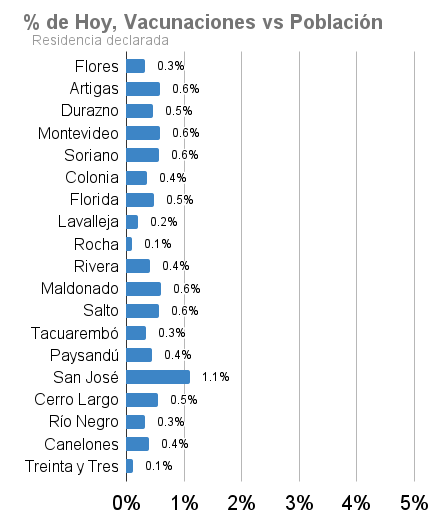 % de Hoy, Vacunaciones vs Población
Residencia declarada
Flores 0.3%
Artigas 0.6%
Durazno 0.5%
Montevideo 0.6%
Soriano 0.6%
Colonia 0.4%
Florida 0.5%
Lavalleja 0.2%
Rocha 0.1%
Rivera 0.4%
Maldonado 0.6%
Salto 0.6%
Tacuarembó 0.3%
Paysandú 0.4%
San José 1.1%
Cerro Largo 0.5%
Río Negro 0.3%
Canelones 0.4%
Treinta y Tres 0.1%
0% 1% 2% 3% 4% 5%